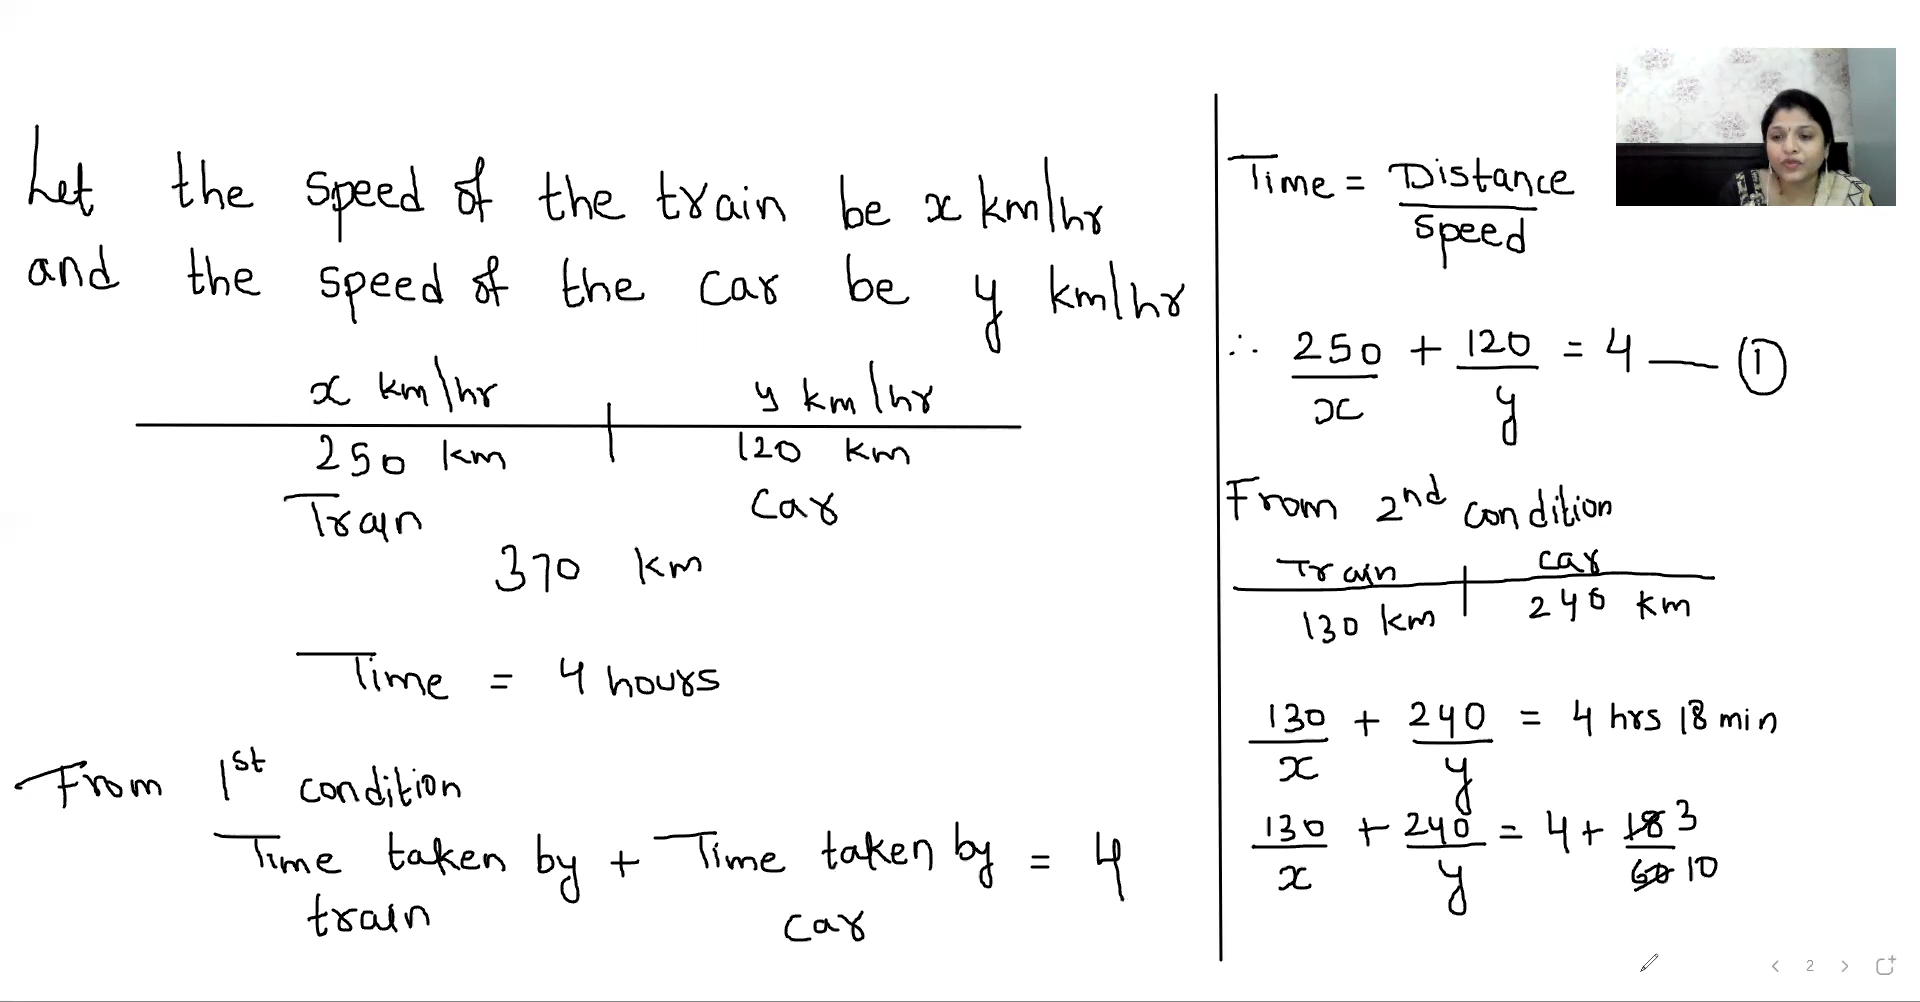 Let the speed of the train be x km/hr
and the speed of the car be y km/hr
x km/hr y km/hr
250 km 120 km
Train Car
370 km
Time = 4 hours
From 1st condition
Time taken by + Time taken by = 4
train car
Time = Distance
Speed
∴ 250/x + 120/y = 4 — ①
From 2nd condition
Train car
130 km 240 km
130/x + 240/y = 4 hrs 18 min
130/x + 240/y = 4 + 18/60 3/10
2